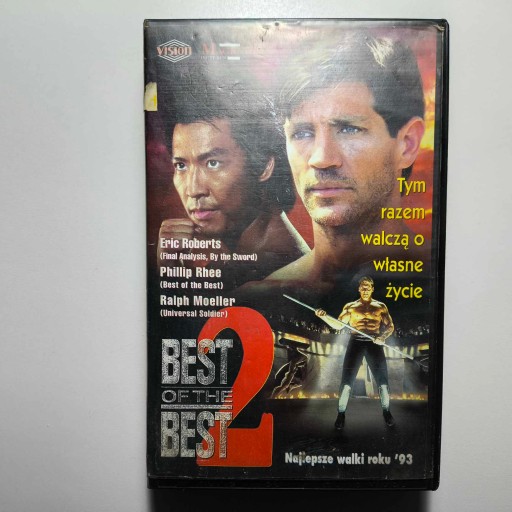 VISION
Tym
razem
walczą o
własne
życie
Eric Roberts
(Final Analysis, By the Sword)
Phillip Rhee
(Best of the Best)
Ralph Moeller
(Universal Soldier)
BEST
OF THE
BEST
2
Najlepsze walki roku '93